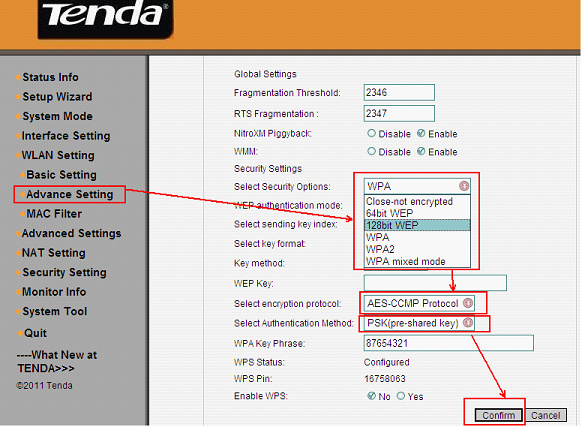 Tenda
Status Info
Setup Wizard
System Mode
Interface Setting
WLAN Setting
Basic Setting
Advance Setting
MAC Filter
Advanced Settings
NAT Setting
Security Setting
Monitor Info
System Tool
Quit
----What New at
TENDA>>>
©2011 Tenda
Global Settings
Fragmentation Threshold: 2346
RTS Fragmentation : 2347
NitroXM Piggyback: Disable Enable
WMM: Disable Enable
Security Settings
Select Security Options: WPA
Close-not encrypted
64bit WEP
128bit WEP
WPA
WPA2
WPA mixed mode
WEP authentication mode:
Select sending key index:
Select key format:
Key method:
WEP Key:
Select encryption protocol: AES-CCMP Protocol
Select Authentication Method: PSK(pre-shared key)
WPA Key Phrase: 87654321
WPS Status: Configured
WPS Pin: 16758063
Enable WPS: No Yes
Confirm Cancel